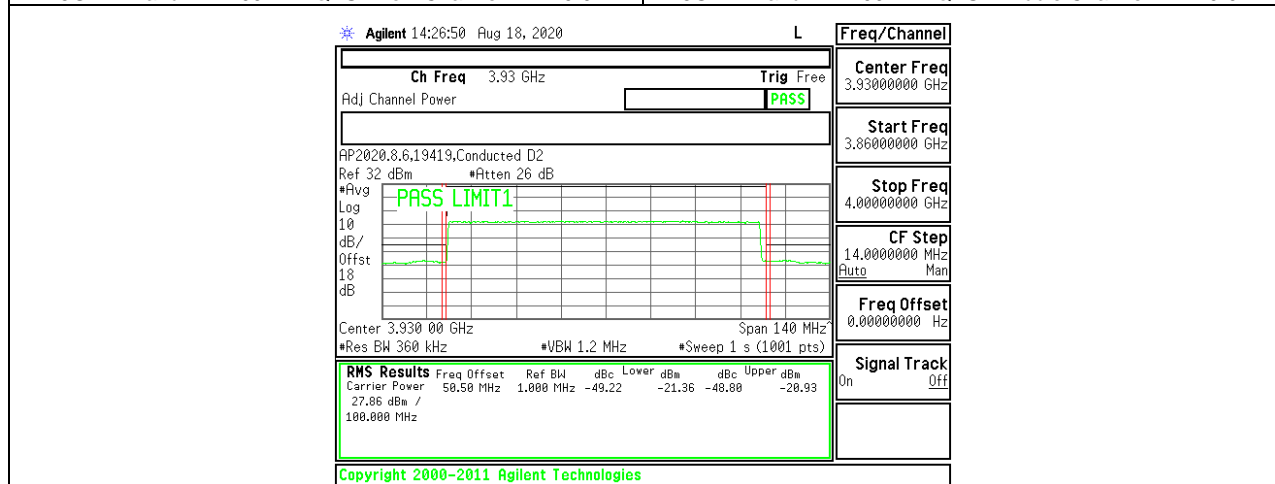 Agilent 14:26:50 Aug 18, 2020 L
Freq/Channel
Ch Freq 3.93 GHz Trig Free
Adj Channel Power PASS
AP2020.8.6,19419,Conducted D2
Ref 32 dBm #Atten 26 dB
#Avg
Log
10
dB/
Offst
18
dB
PASS LIMIT1
Center 3.930 00 GHz Span 140 MHz^
#Res BW 360 kHz #VBW 1.2 MHz #Sweep 1 s (1001 pts)
RMS Results Freq Offset Ref BW dBc Lower dBm dBc Upper dBm
Carrier Power 50.50 MHz 1.000 MHz -49.22 -21.36 -48.80 -20.93
27.86 dBm /
100.000 MHz
Center Freq
3.93000000 GHz
Start Freq
3.86000000 GHz
Stop Freq
4.00000000 GHz
CF Step
14.0000000 MHz
Auto Man
Freq Offset
0.00000000 Hz
Signal Track
On Off
Copyright 2000-2011 Agilent Technologies